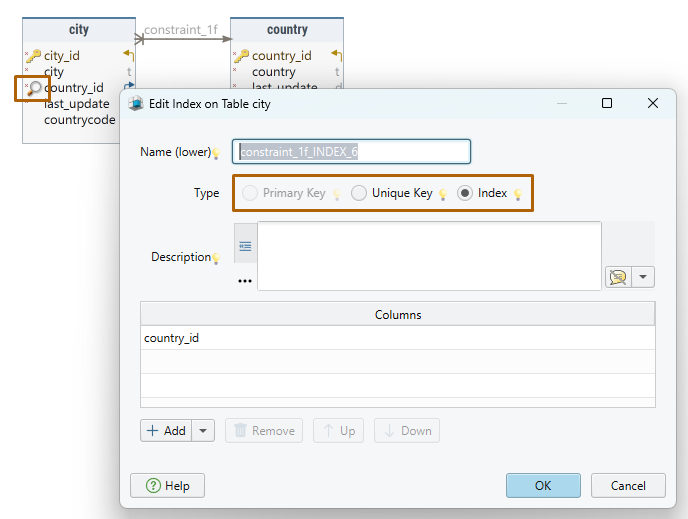 city
constraint_1f
country
city_id
country_id
city
t
country
t
country_id
last_update
d
last_update
countrycode
Edit Index on Table city
Name (lower)
constraint_1f_INDEX_6
Type
Primary Key
Unique Key
Index
Description
Columns
country_id
Add
Remove
Up
Down
Help
OK
Cancel